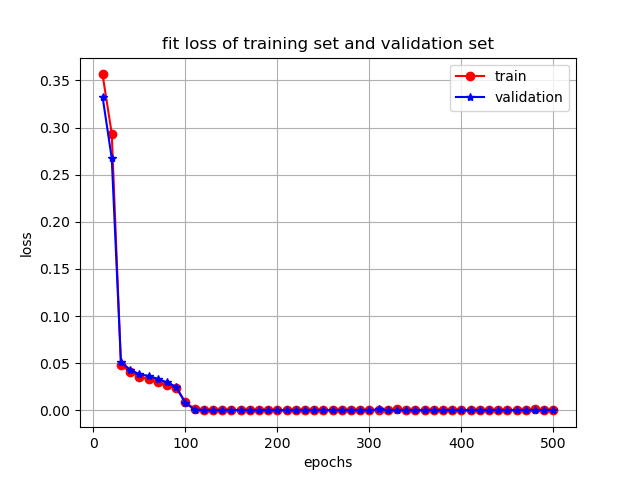 fit loss of training set and validation set
train
validation
0.35
0.30
0.25
0.20
0.15
0.10
0.05
0.00
loss
0 100 200 300 400 500
epochs